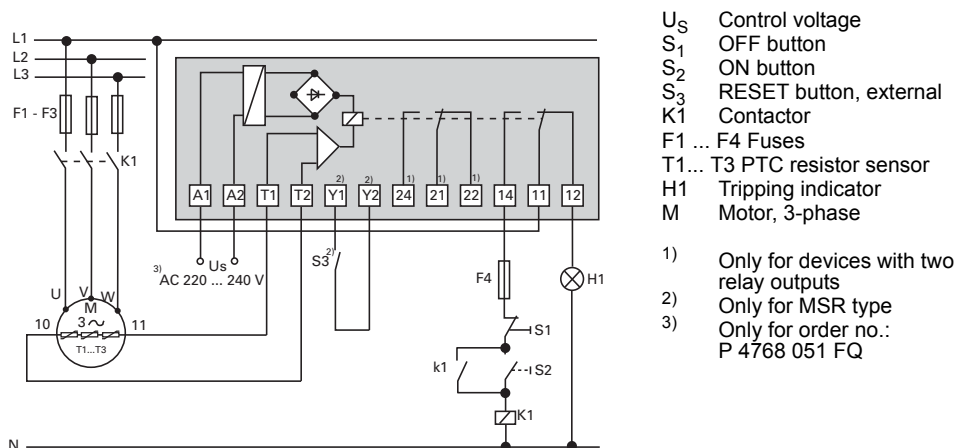 L1
L2
L3
F1 - F3
K1
A1 A2 T1 T2 Y1 Y2 24 21 22 14 11 12
2) 2) 1) 1) 1)
3)
Us
AC 220 ... 240 V
S3 2)
F4
H1
U V W
M
3
10 11
T1...T3
S1
k1
S2
K1
N
US Control voltage
S1 OFF button
S2 ON button
S3 RESET button, external
K1 Contactor
F1 ... F4 Fuses
T1... T3 PTC resistor sensor
H1 Tripping indicator
M Motor, 3-phase
1) Only for devices with two
relay outputs
2) Only for MSR type
3) Only for order no.:
P 4768 051 FQ